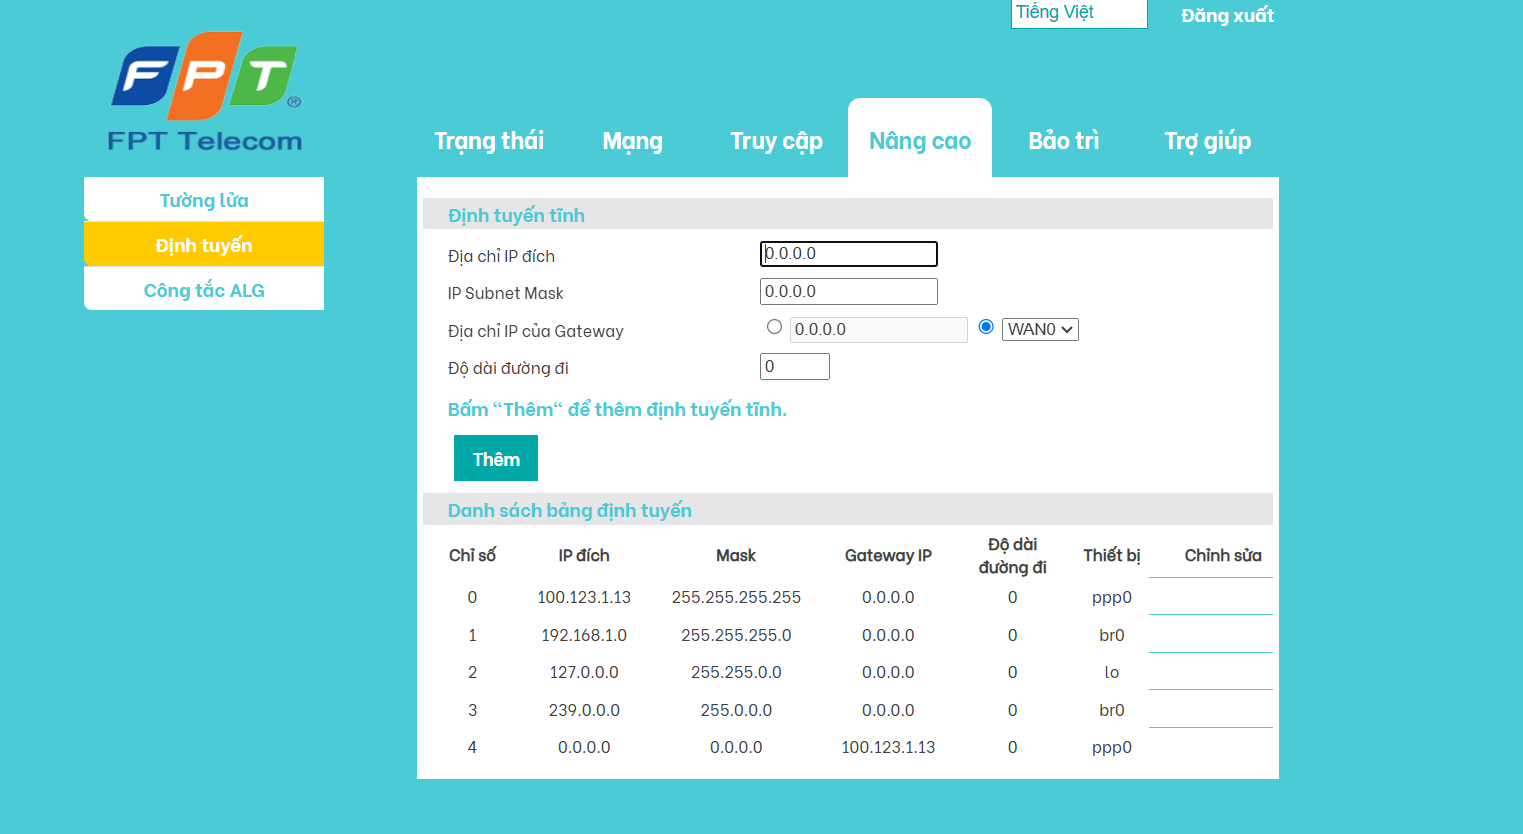 Tiếng Việt
Đăng xuất
FPT®
FPT Telecom
Trạng thái Mạng Truy cập Nâng cao Bảo trì Trợ giúp
Tường lửa
Định tuyến
Công tắc ALG
Định tuyến tĩnh
Địa chỉ IP đích 0.0.0.0
IP Subnet Mask 0.0.0.0
Địa chỉ IP của Gateway 0.0.0.0 WAN0
Độ dài đường đi 0
Bấm "Thêm" để thêm định tuyến tĩnh.
Thêm
Danh sách bảng định tuyến
Chỉ số IP đích Mask Gateway IP Độ dài đường đi Thiết bị Chỉnh sửa
0 100.123.1.13 255.255.255.255 0.0.0.0 0 ppp0
1 192.168.1.0 255.255.255.0 0.0.0.0 0 br0
2 127.0.0.0 255.255.0.0 0.0.0.0 0 lo
3 239.0.0.0 255.0.0.0 0.0.0.0 0 br0
4 0.0.0.0 0.0.0.0 100.123.1.13 0 ppp0